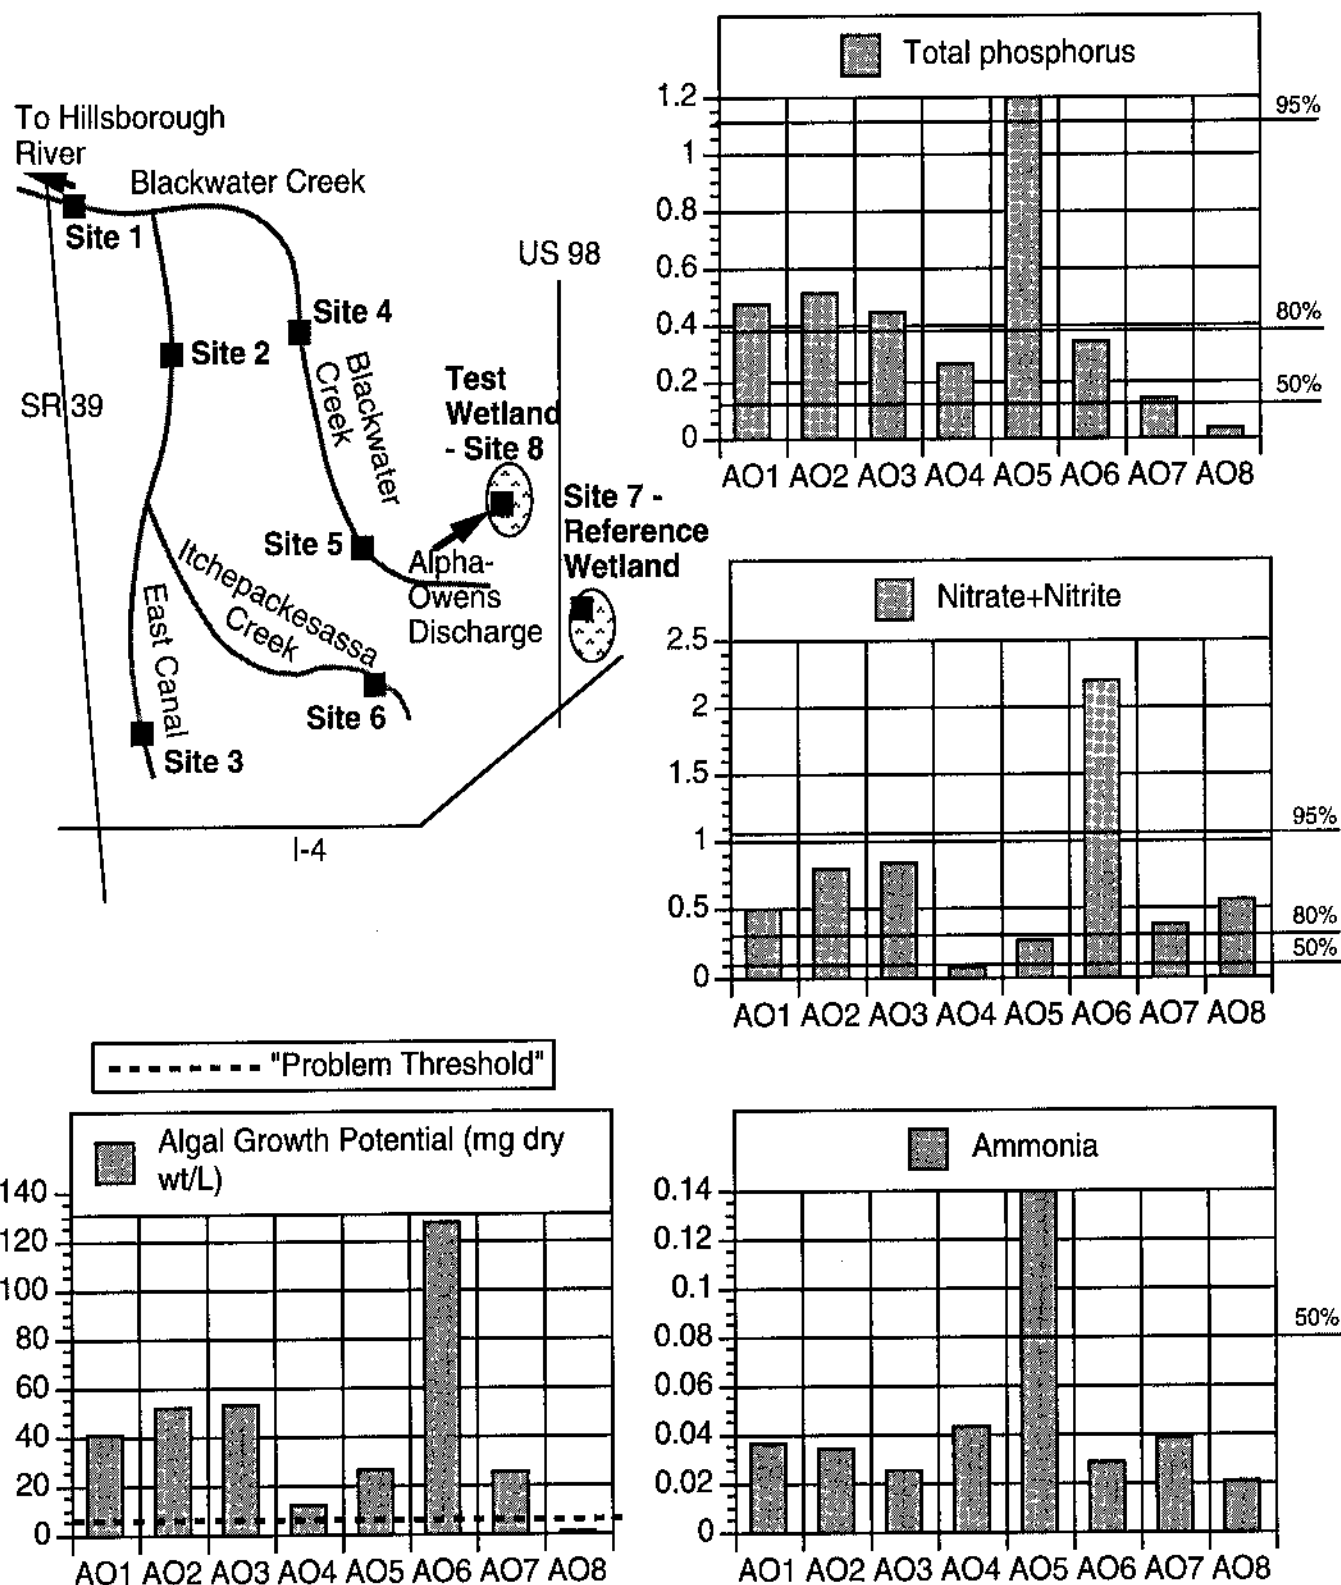 To Hillsborough
River
Blackwater Creek
Site 1
US 98
Site 4
Site 2
SR 39
Blackwater
Creek
Test
Wetland
- Site 8
Site 7 -
Reference
Wetland
Site 5
Alpha-
Owens
Discharge
Itchepackesassa
Creek
East Canal
Site 6
Site 3
I-4
Total phosphorus
1.2
1
0.8
0.6
0.4
0.2
0
95%
80%
50%
AO1 AO2 AO3 AO4 AO5 AO6 AO7 AO8
Nitrate+Nitrite
2.5
2
1.5
1
0.5
0
95%
80%
50%
AO1 AO2 AO3 AO4 AO5 AO6 AO7 AO8
"Problem Threshold"
Algal Growth Potential (mg dry
wt/L)
140
120
100
80
60
40
20
0
AO1 AO2 AO3 AO4 AO5 AO6 AO7 AO8
Ammonia
0.14
0.12
0.1
0.08
0.06
0.04
0.02
0
50%
AO1 AO2 AO3 AO4 AO5 AO6 AO7 AO8